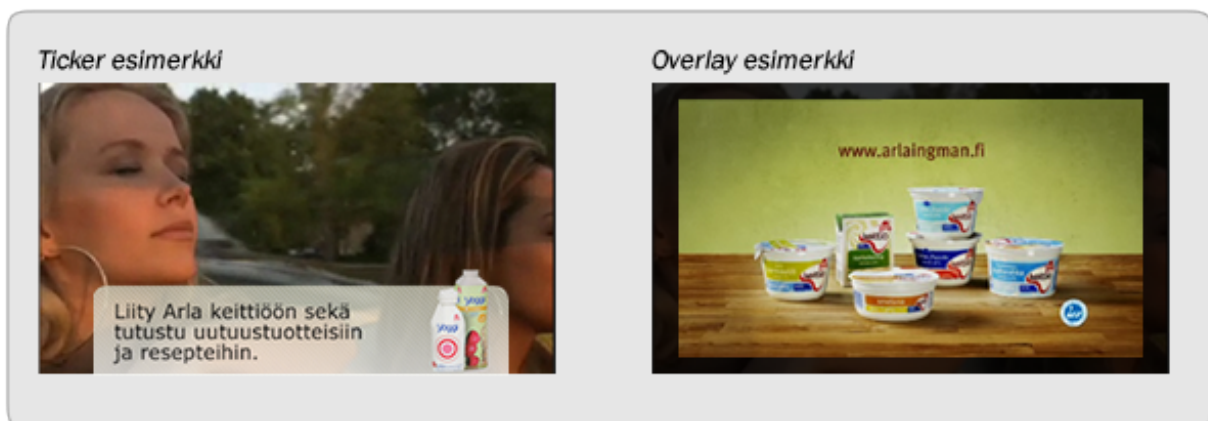 Ticker esimerkki
Overlay esimerkki
www.arlaingman.fi
Liity Arla keittiöön sekä
tutustu uutuustuotteisiin
ja resepteihin.